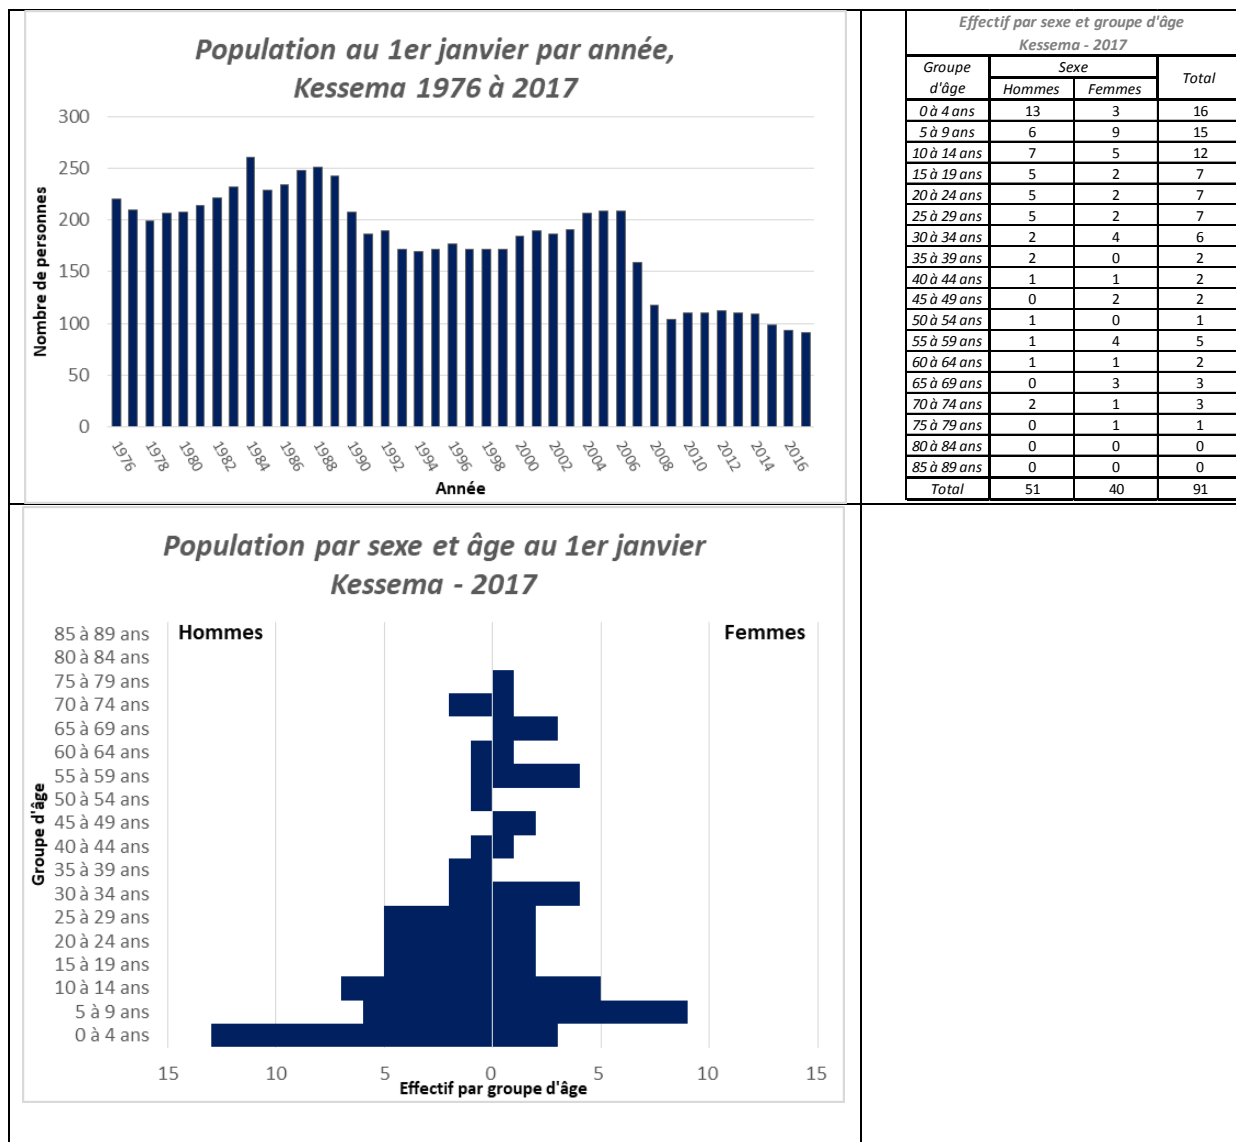 Population au 1er janvier par année,
Kessema 1976 à 2017
Nombre de personnes
300
250
200
150
100
50
0
1976 1978 1980 1982 1984 1986 1988 1990 1992 1994 1996 1998 2000 2002 2004 2006 2008 2010 2012 2014 2016
Année
Effectif par sexe et groupe d'âge
Kessema - 2017
Groupe d'âge Sexe Total
Hommes Femmes
0 à 4 ans 13 3 16
5 à 9 ans 6 9 15
10 à 14 ans 7 5 12
15 à 19 ans 5 2 7
20 à 24 ans 5 2 7
25 à 29 ans 5 2 7
30 à 34 ans 2 4 6
35 à 39 ans 2 0 2
40 à 44 ans 1 1 2
45 à 49 ans 0 2 2
50 à 54 ans 1 0 1
55 à 59 ans 1 4 5
60 à 64 ans 1 1 2
65 à 69 ans 0 3 3
70 à 74 ans 2 1 3
75 à 79 ans 0 1 1
80 à 84 ans 0 0 0
85 à 89 ans 0 0 0
Total 51 40 91
Population par sexe et âge au 1er janvier
Kessema - 2017
Hommes Femmes
Groupe d'âge
85 à 89 ans
80 à 84 ans
75 à 79 ans
70 à 74 ans
65 à 69 ans
60 à 64 ans
55 à 59 ans
50 à 54 ans
45 à 49 ans
40 à 44 ans
35 à 39 ans
30 à 34 ans
25 à 29 ans
20 à 24 ans
15 à 19 ans
10 à 14 ans
5 à 9 ans
0 à 4 ans
15 10 5 0 5 10 15
Effectif par groupe d'âge